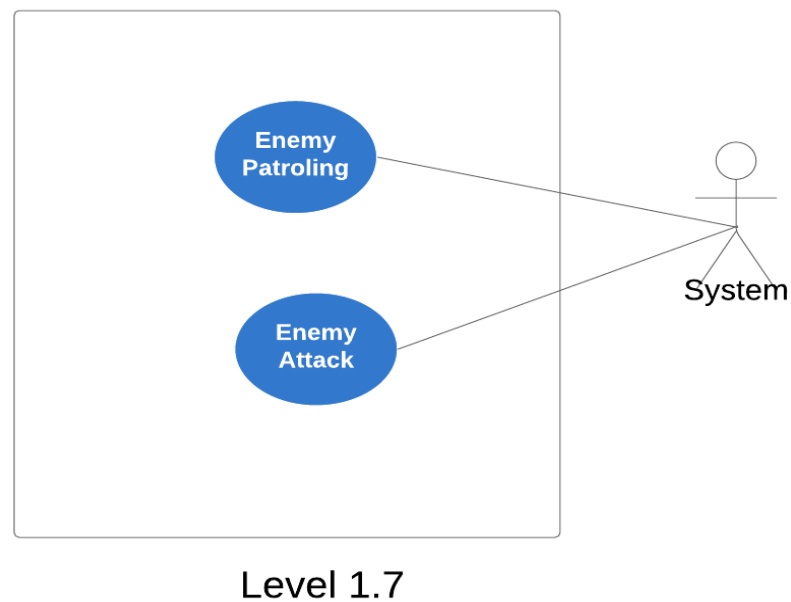 Enemy
Patroling
Enemy
Attack
System
Level 1.7